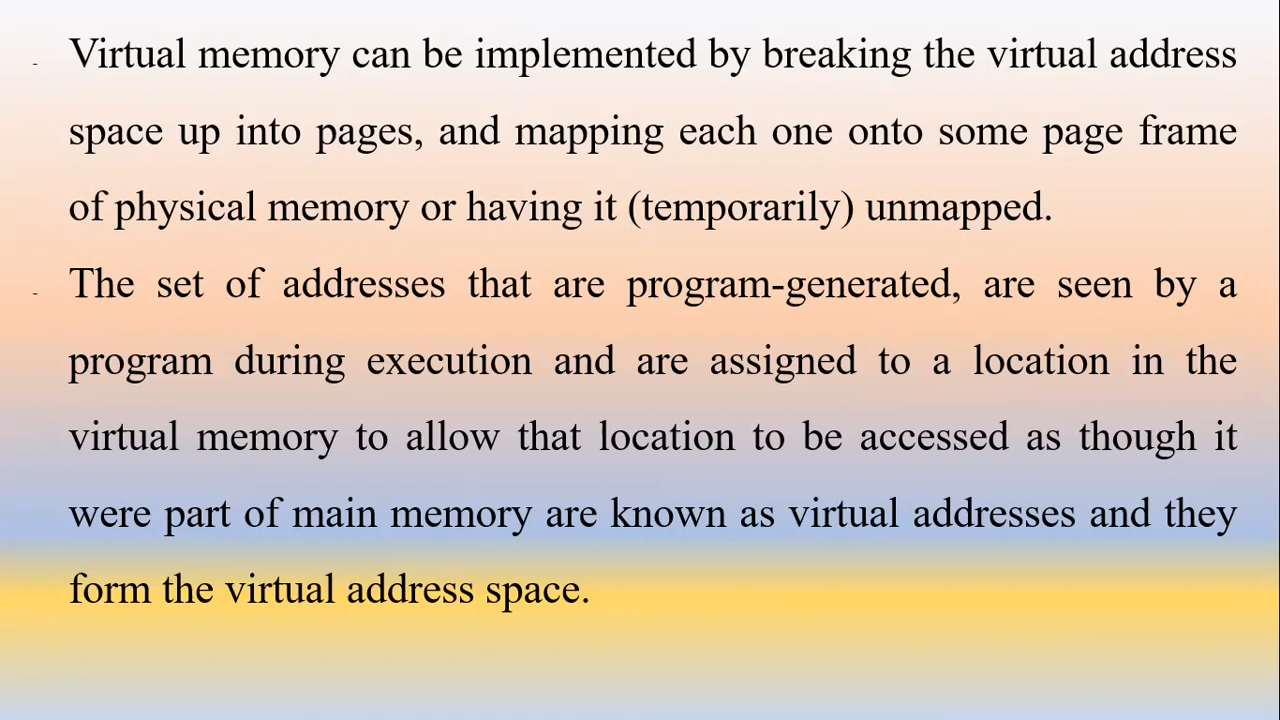 - Virtual memory can be implemented by breaking the virtual address
space up into pages, and mapping each one onto some page frame
of physical memory or having it (temporarily) unmapped.
- The set of addresses that are program-generated, are seen by a
program during execution and are assigned to a location in the
virtual memory to allow that location to be accessed as though it
were part of main memory are known as virtual addresses and they
form the virtual address space.